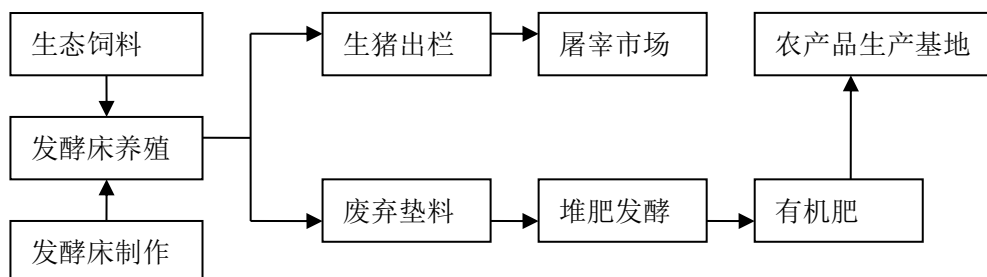 生态饲料
生猪出栏
屠宰市场
农产品生产基地
发酵床养殖
废弃垫料
堆肥发酵
有机肥
发酵床制作